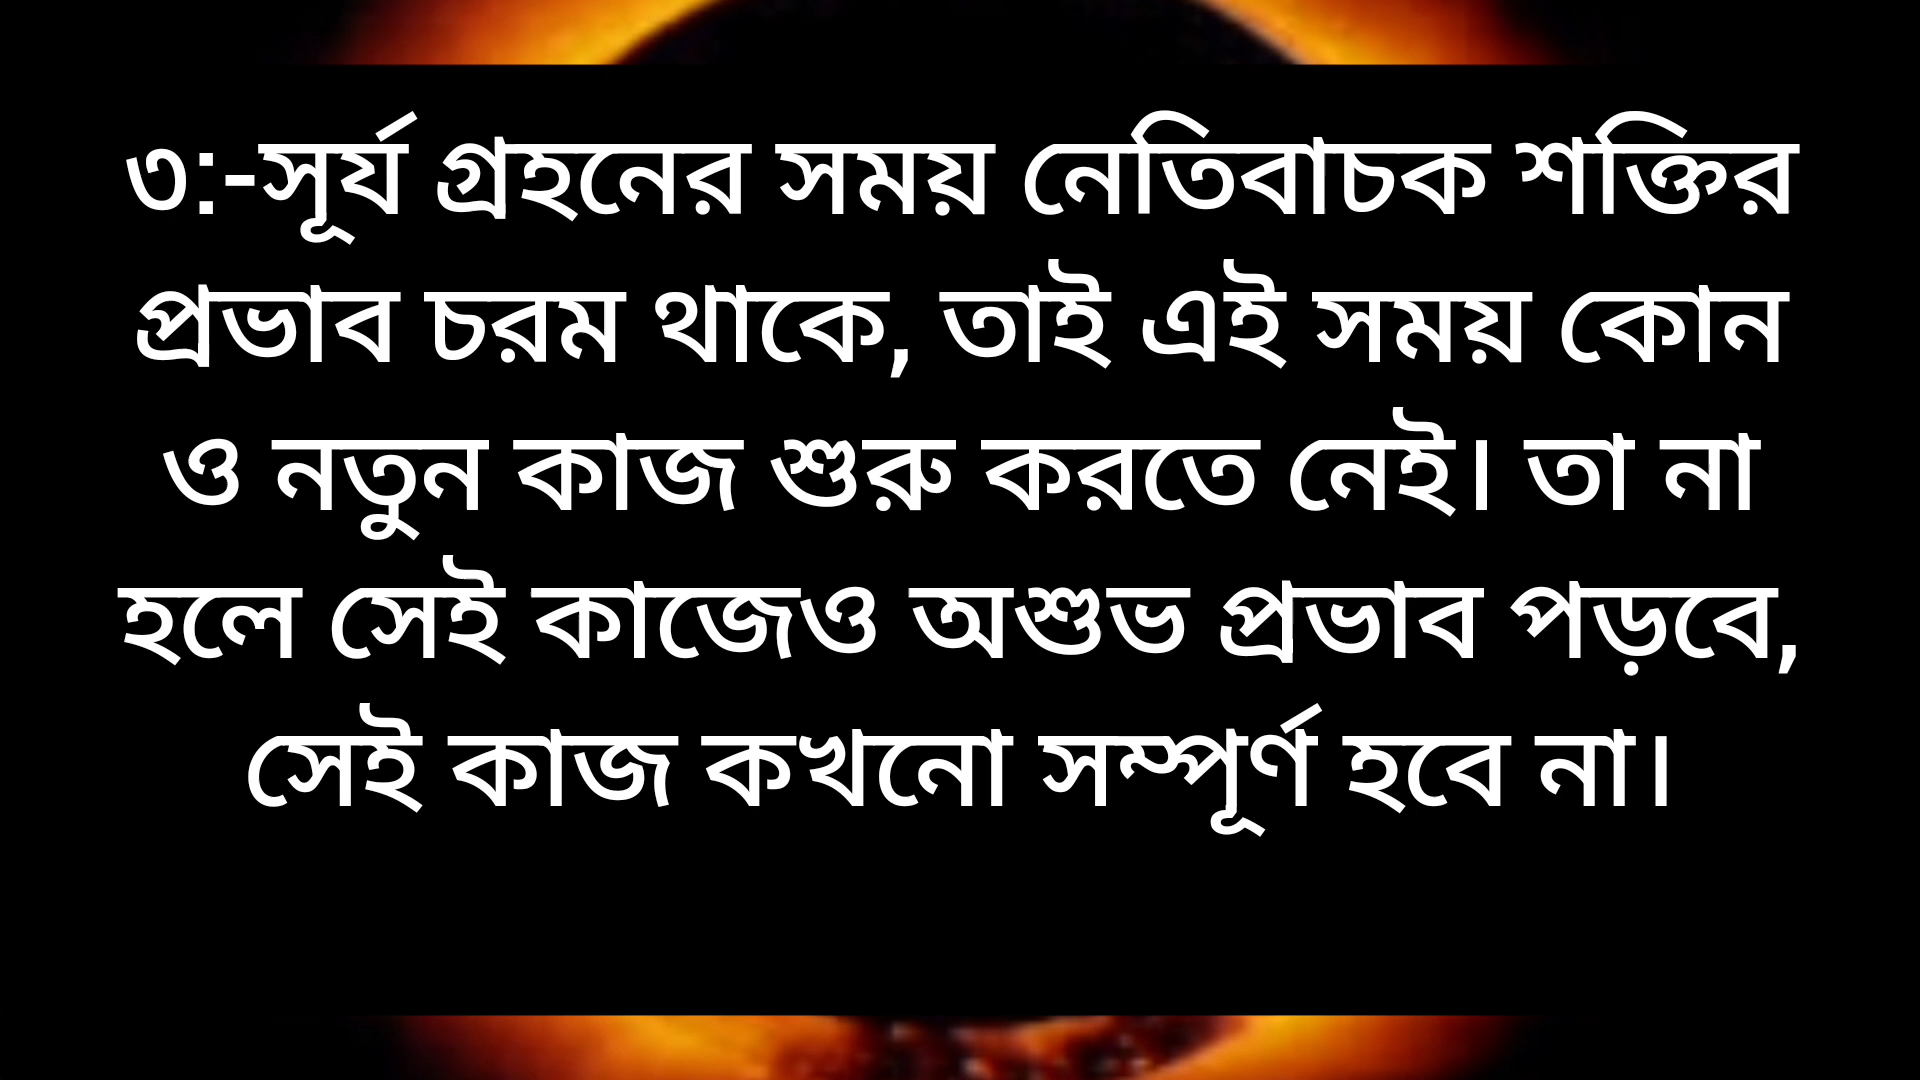 ৩:-সূর্য গ্রহনের সময় নেতিবাচক শক্তির
প্রভাব চরম থাকে, তাই এই সময় কোন
ও নতুন কাজ শুরু করতে নেই। তা না
হলে সেই কাজেও অশুভ প্রভাব পড়বে,
সেই কাজ কখনো সম্পূর্ণ হবে না।